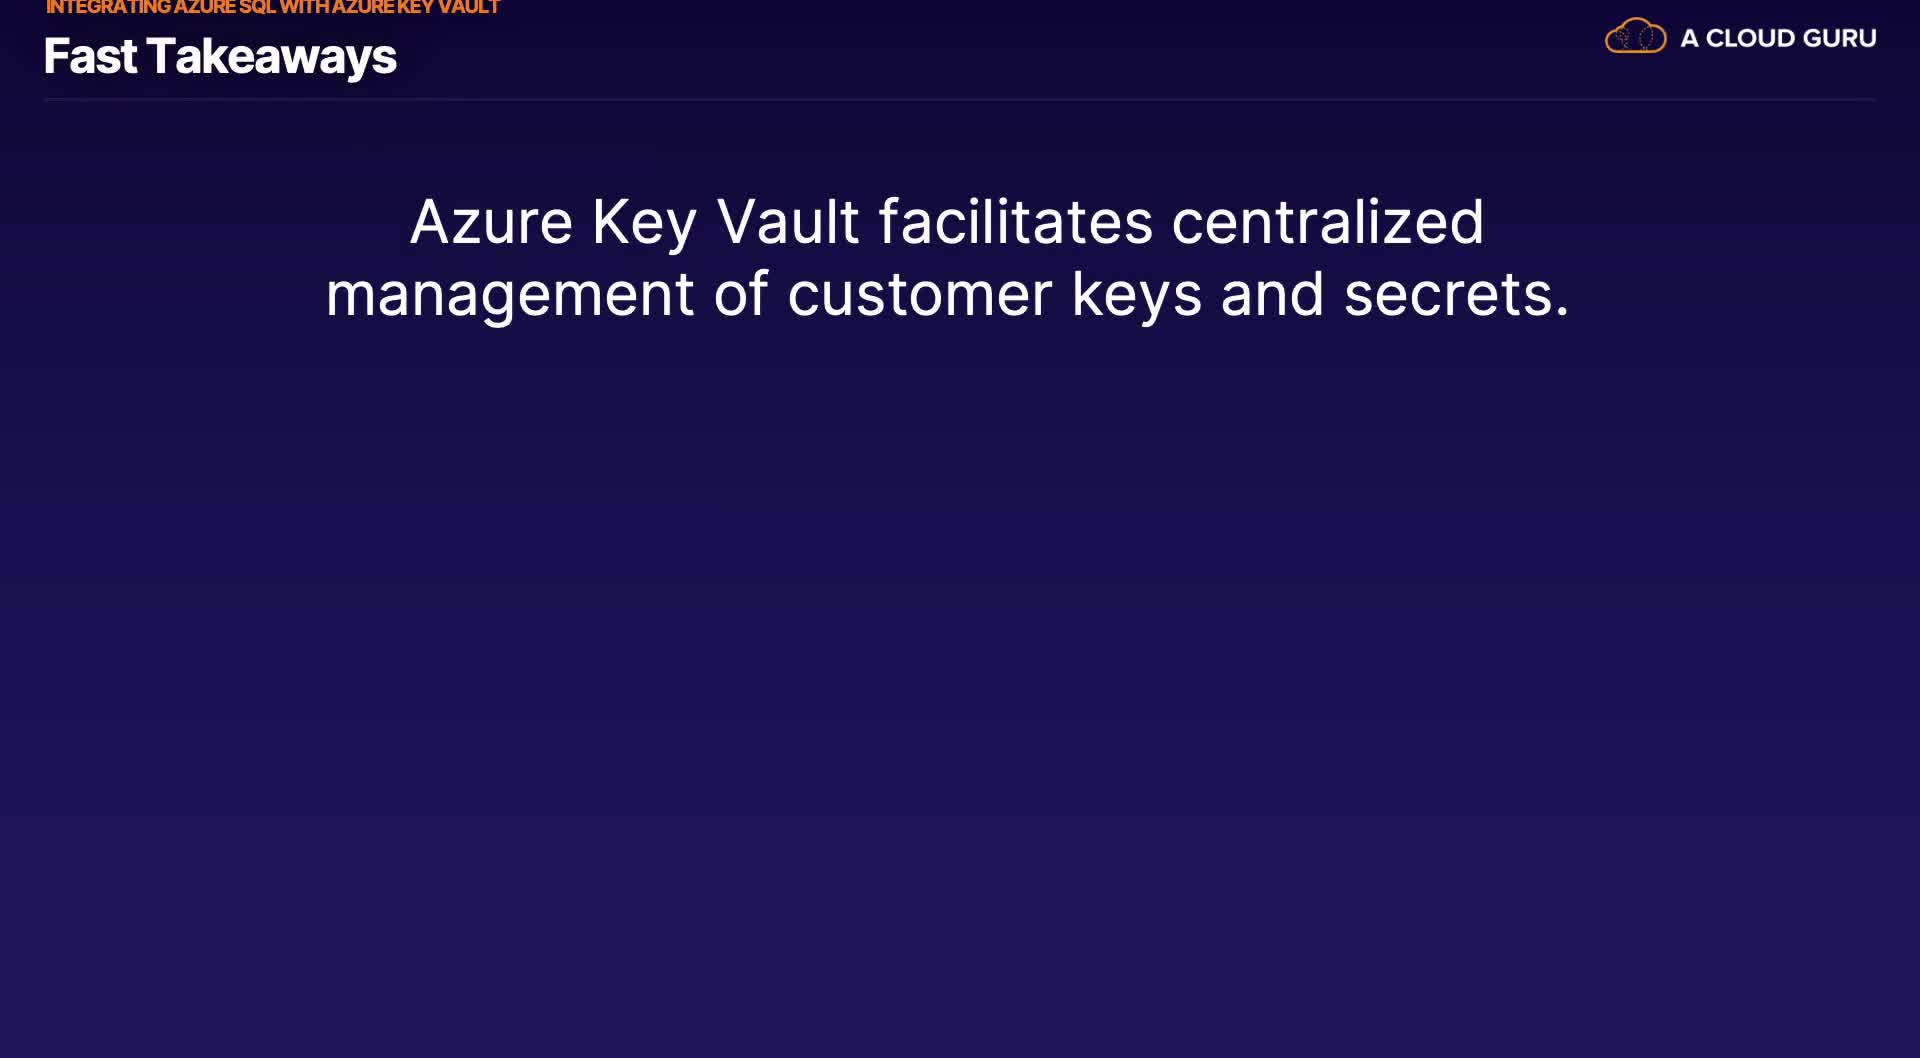 INTEGRATING AZURE SQL WITH AZURE KEY VAULT
Fast Takeaways
A CLOUD GURU
Azure Key Vault facilitates centralized
management of customer keys and secrets.